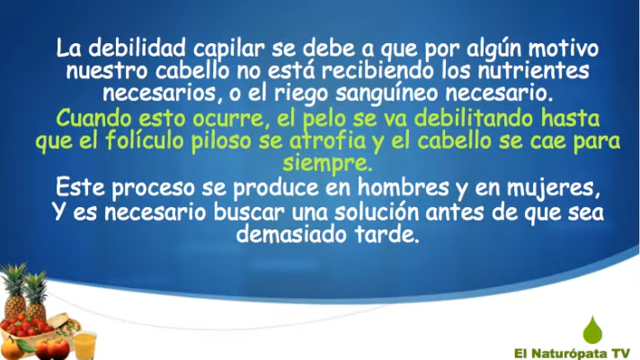 La debilidad capilar se debe a que por algún motivo
nuestro cabello no está recibiendo los nutrientes
necesarios, o el riego sanguíneo necesario.
Cuando esto ocurre, el pelo se va debilitando hasta
que el folículo piloso se atrofia y el cabello se cae para
siempre.
Este proceso se produce en hombres y en mujeres,
Y es necesario buscar una solución antes de que sea
demasiado tarde.
El Naturópata TV